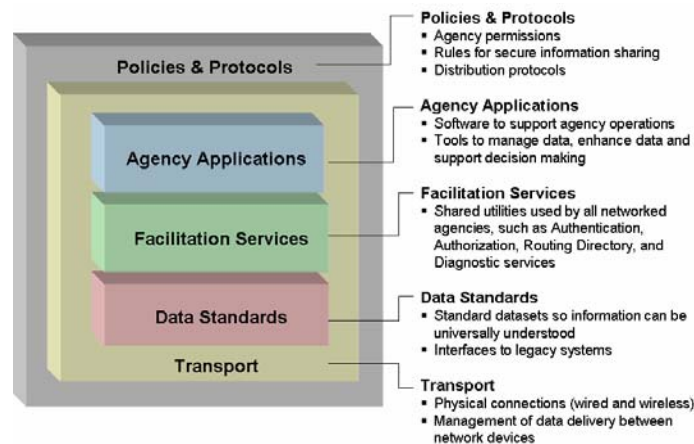 Policies & Protocols
Agency Applications
Facilitation Services
Data Standards
Transport
Policies & Protocols
▪ Agency permissions
▪ Rules for secure information sharing
▪ Distribution protocols
Agency Applications
▪ Software to support agency operations
▪ Tools to manage data, enhance data and
support decision making
Facilitation Services
▪ Shared utilities used by all networked
agencies, such as Authentication,
Authorization, Routing Directory, and
Diagnostic services
Data Standards
▪ Standard datasets so information can be
universally understood
▪ Interfaces to legacy systems
Transport
▪ Physical connections (wired and wireless)
▪ Management of data delivery between
network devices